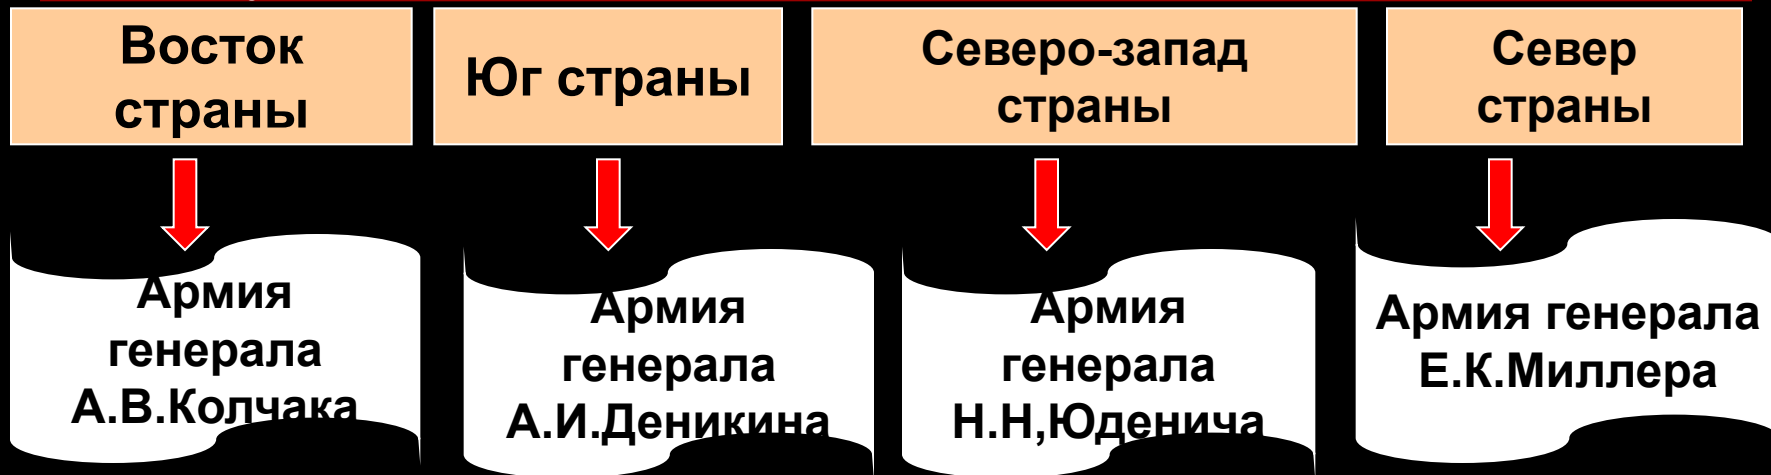 Восток
страны
Юг страны
Северо-запад
страны
Север
страны
Армия
генерала
А.В.Колчака
Армия
генерала
А.И.Деникина
Армия
генерала
Н.Н,Юденича
Армия генерала
Е.К.Миллера